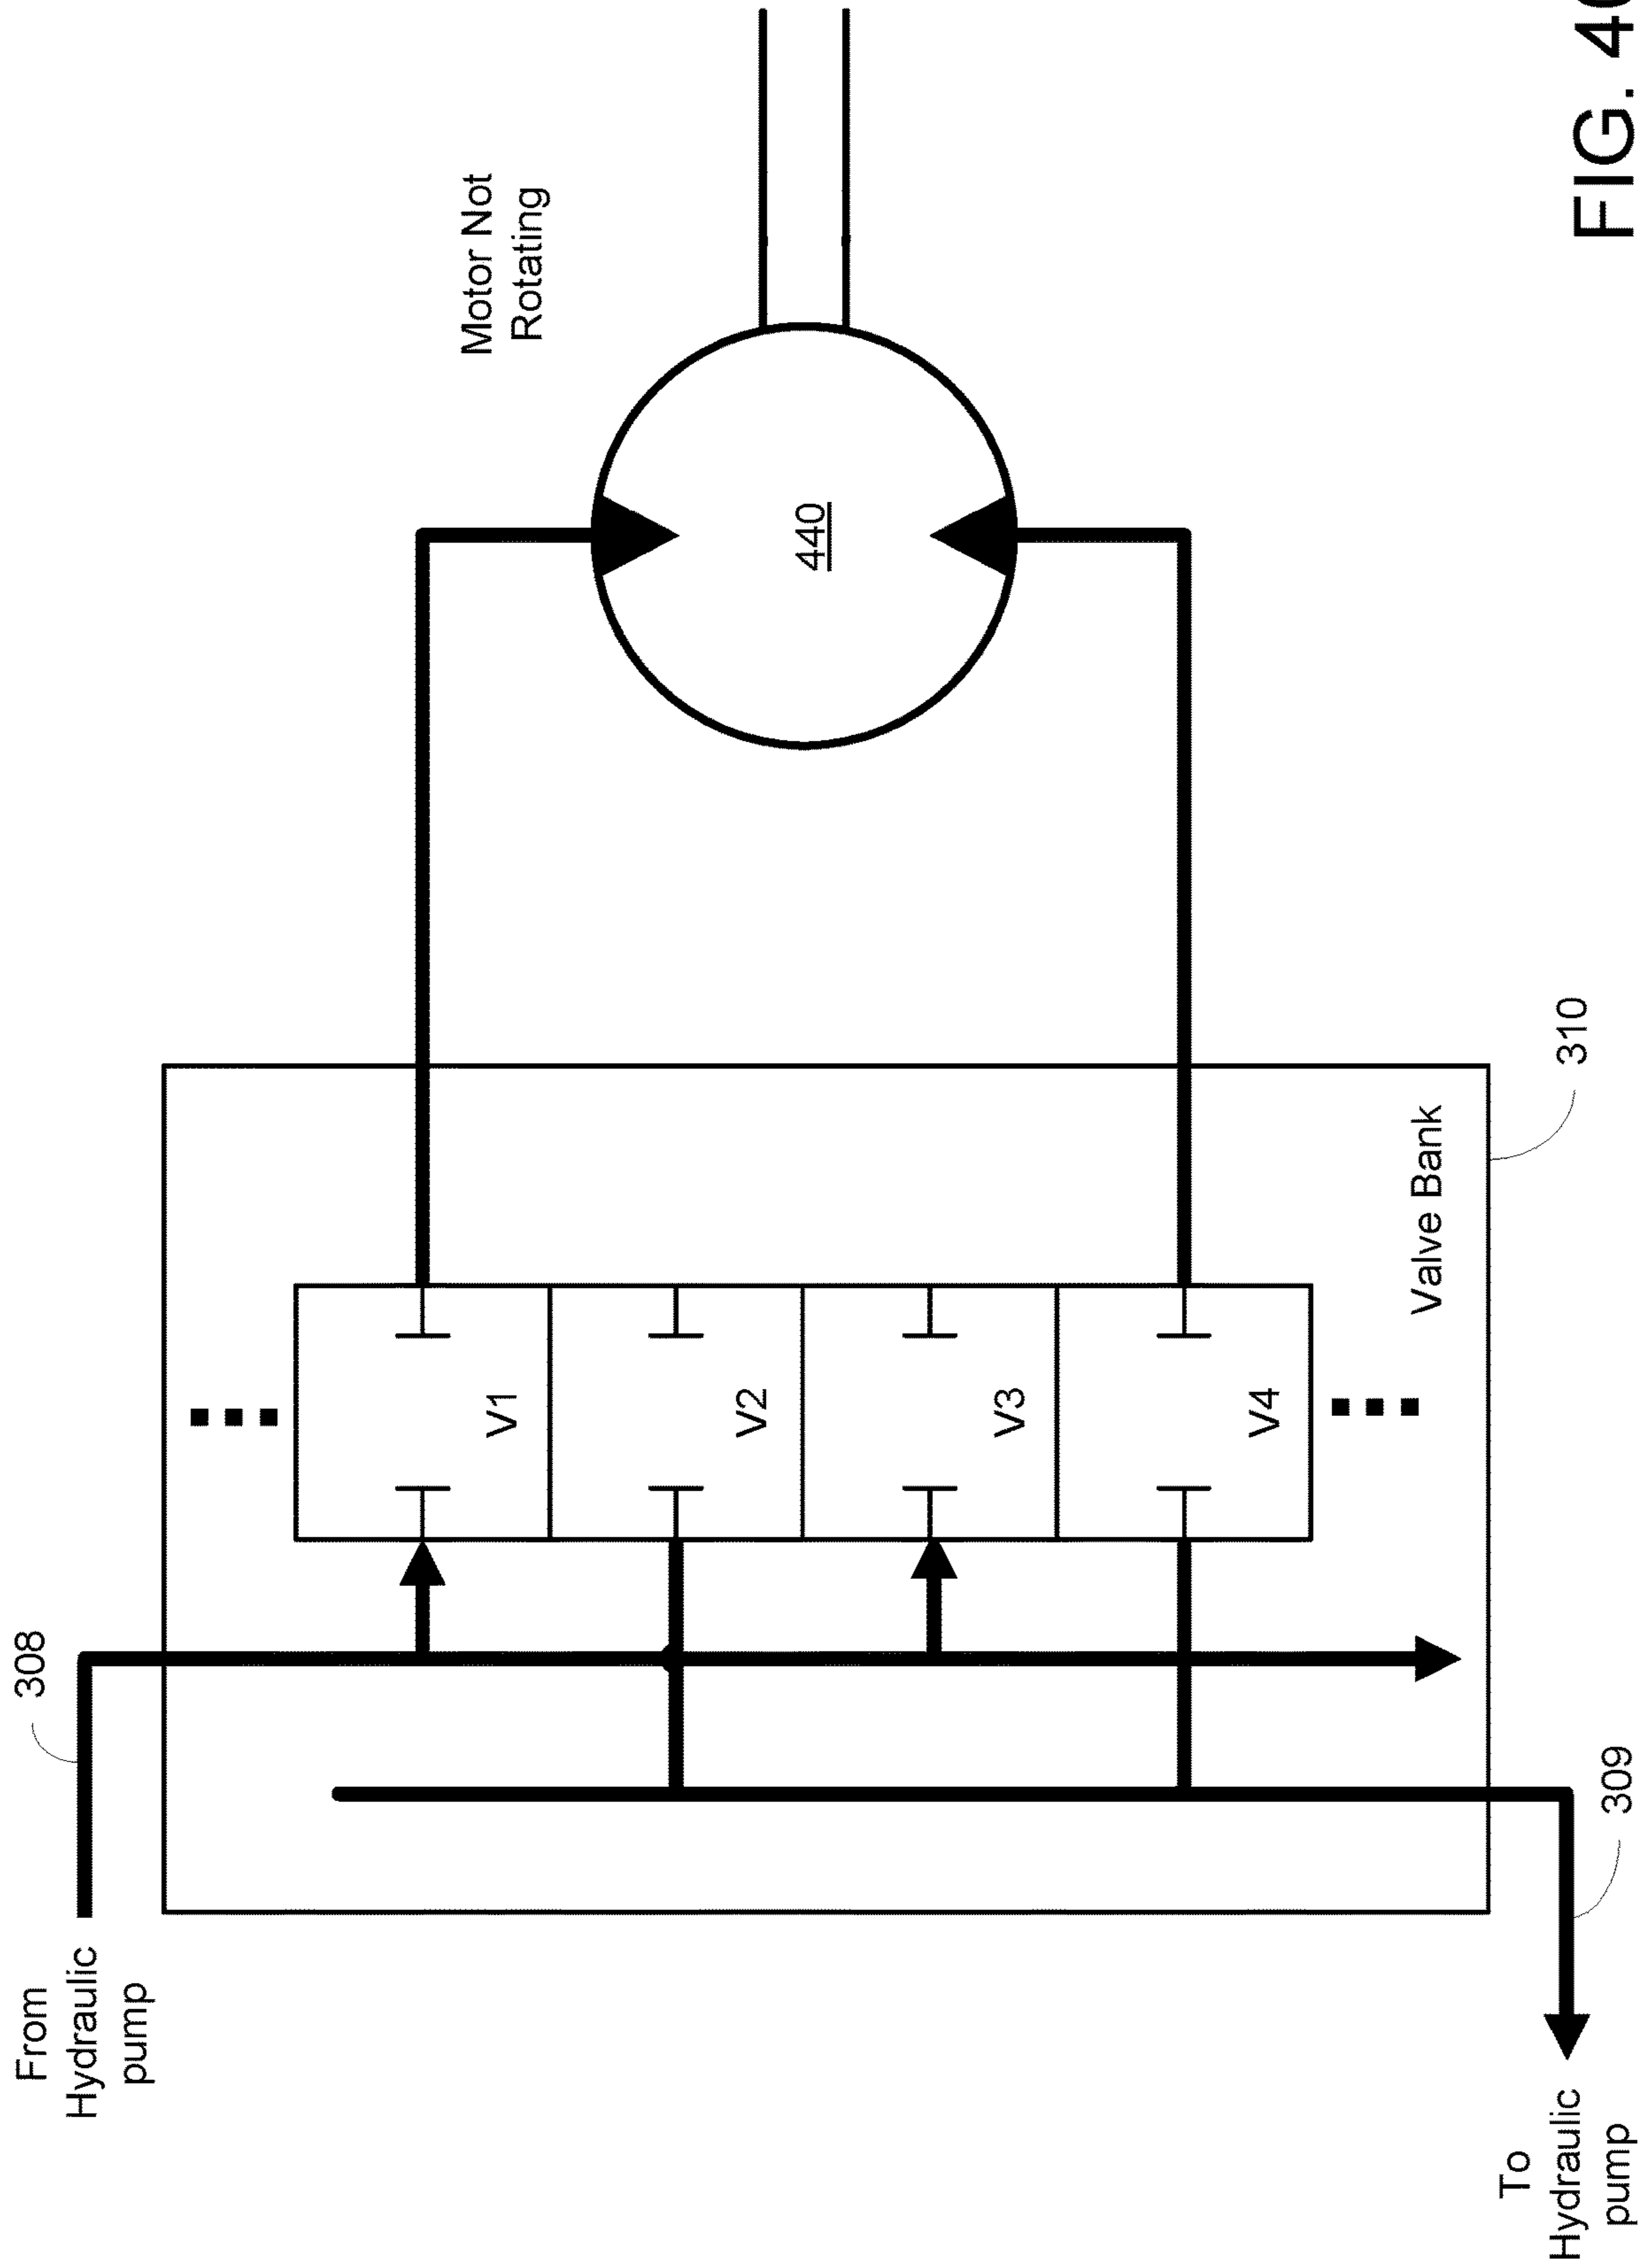 From
Hydraulic
pump
308
Motor Not
Rotating
V1
V2
440
V3
V4
Valve Bank
310
To
Hydraulic
pump
309
FIG.